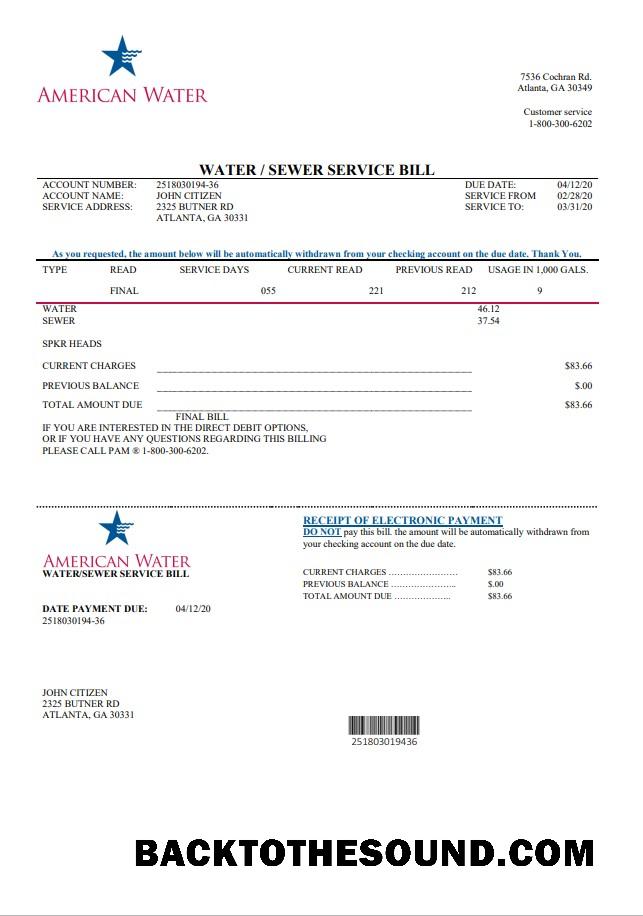 AMERICAN WATER
7536 Cochran Rd.
Atlanta, GA 30349
Customer service
1-800-300-6202
WATER / SEWER SERVICE BILL
ACCOUNT NUMBER: 2518030194-36 DUE DATE: 04/12/20
ACCOUNT NAME: JOHN CITIZEN SERVICE FROM 02/28/20
SERVICE ADDRESS: 2325 BUTNER RD SERVICE TO: 03/31/20
ATLANTA, GA 30331
As you requested, the amount below will be automatically withdrawn from your checking account on the due date. Thank You.
TYPE READ SERVICE DAYS CURRENT READ PREVIOUS READ USAGE IN 1,000 GALS.
FINAL 055 221 212 9
WATER 46.12
SEWER 37.54
SPKR HEADS
CURRENT CHARGES $83.66
PREVIOUS BALANCE $.00
TOTAL AMOUNT DUE $83.66
FINAL BILL
IF YOU ARE INTERESTED IN THE DIRECT DEBIT OPTIONS,
OR IF YOU HAVE ANY QUESTIONS REGARDING THIS BILLING
PLEASE CALL PAM ® 1-800-300-6202.
AMERICAN WATER
WATER/SEWER SERVICE BILL
DATE PAYMENT DUE: 04/12/20
2518030194-36
RECEIPT OF ELECTRONIC PAYMENT
DO NOT pay this bill. the amount will be automatically withdrawn from
your checking account on the due date.
CURRENT CHARGES ........................ $83.66
PREVIOUS BALANCE ...................... $.00
TOTAL AMOUNT DUE .................... $83.66
JOHN CITIZEN
2325 BUTNER RD
ATLANTA, GA 30331
251803019436
BACKTOTHESOUND.COM